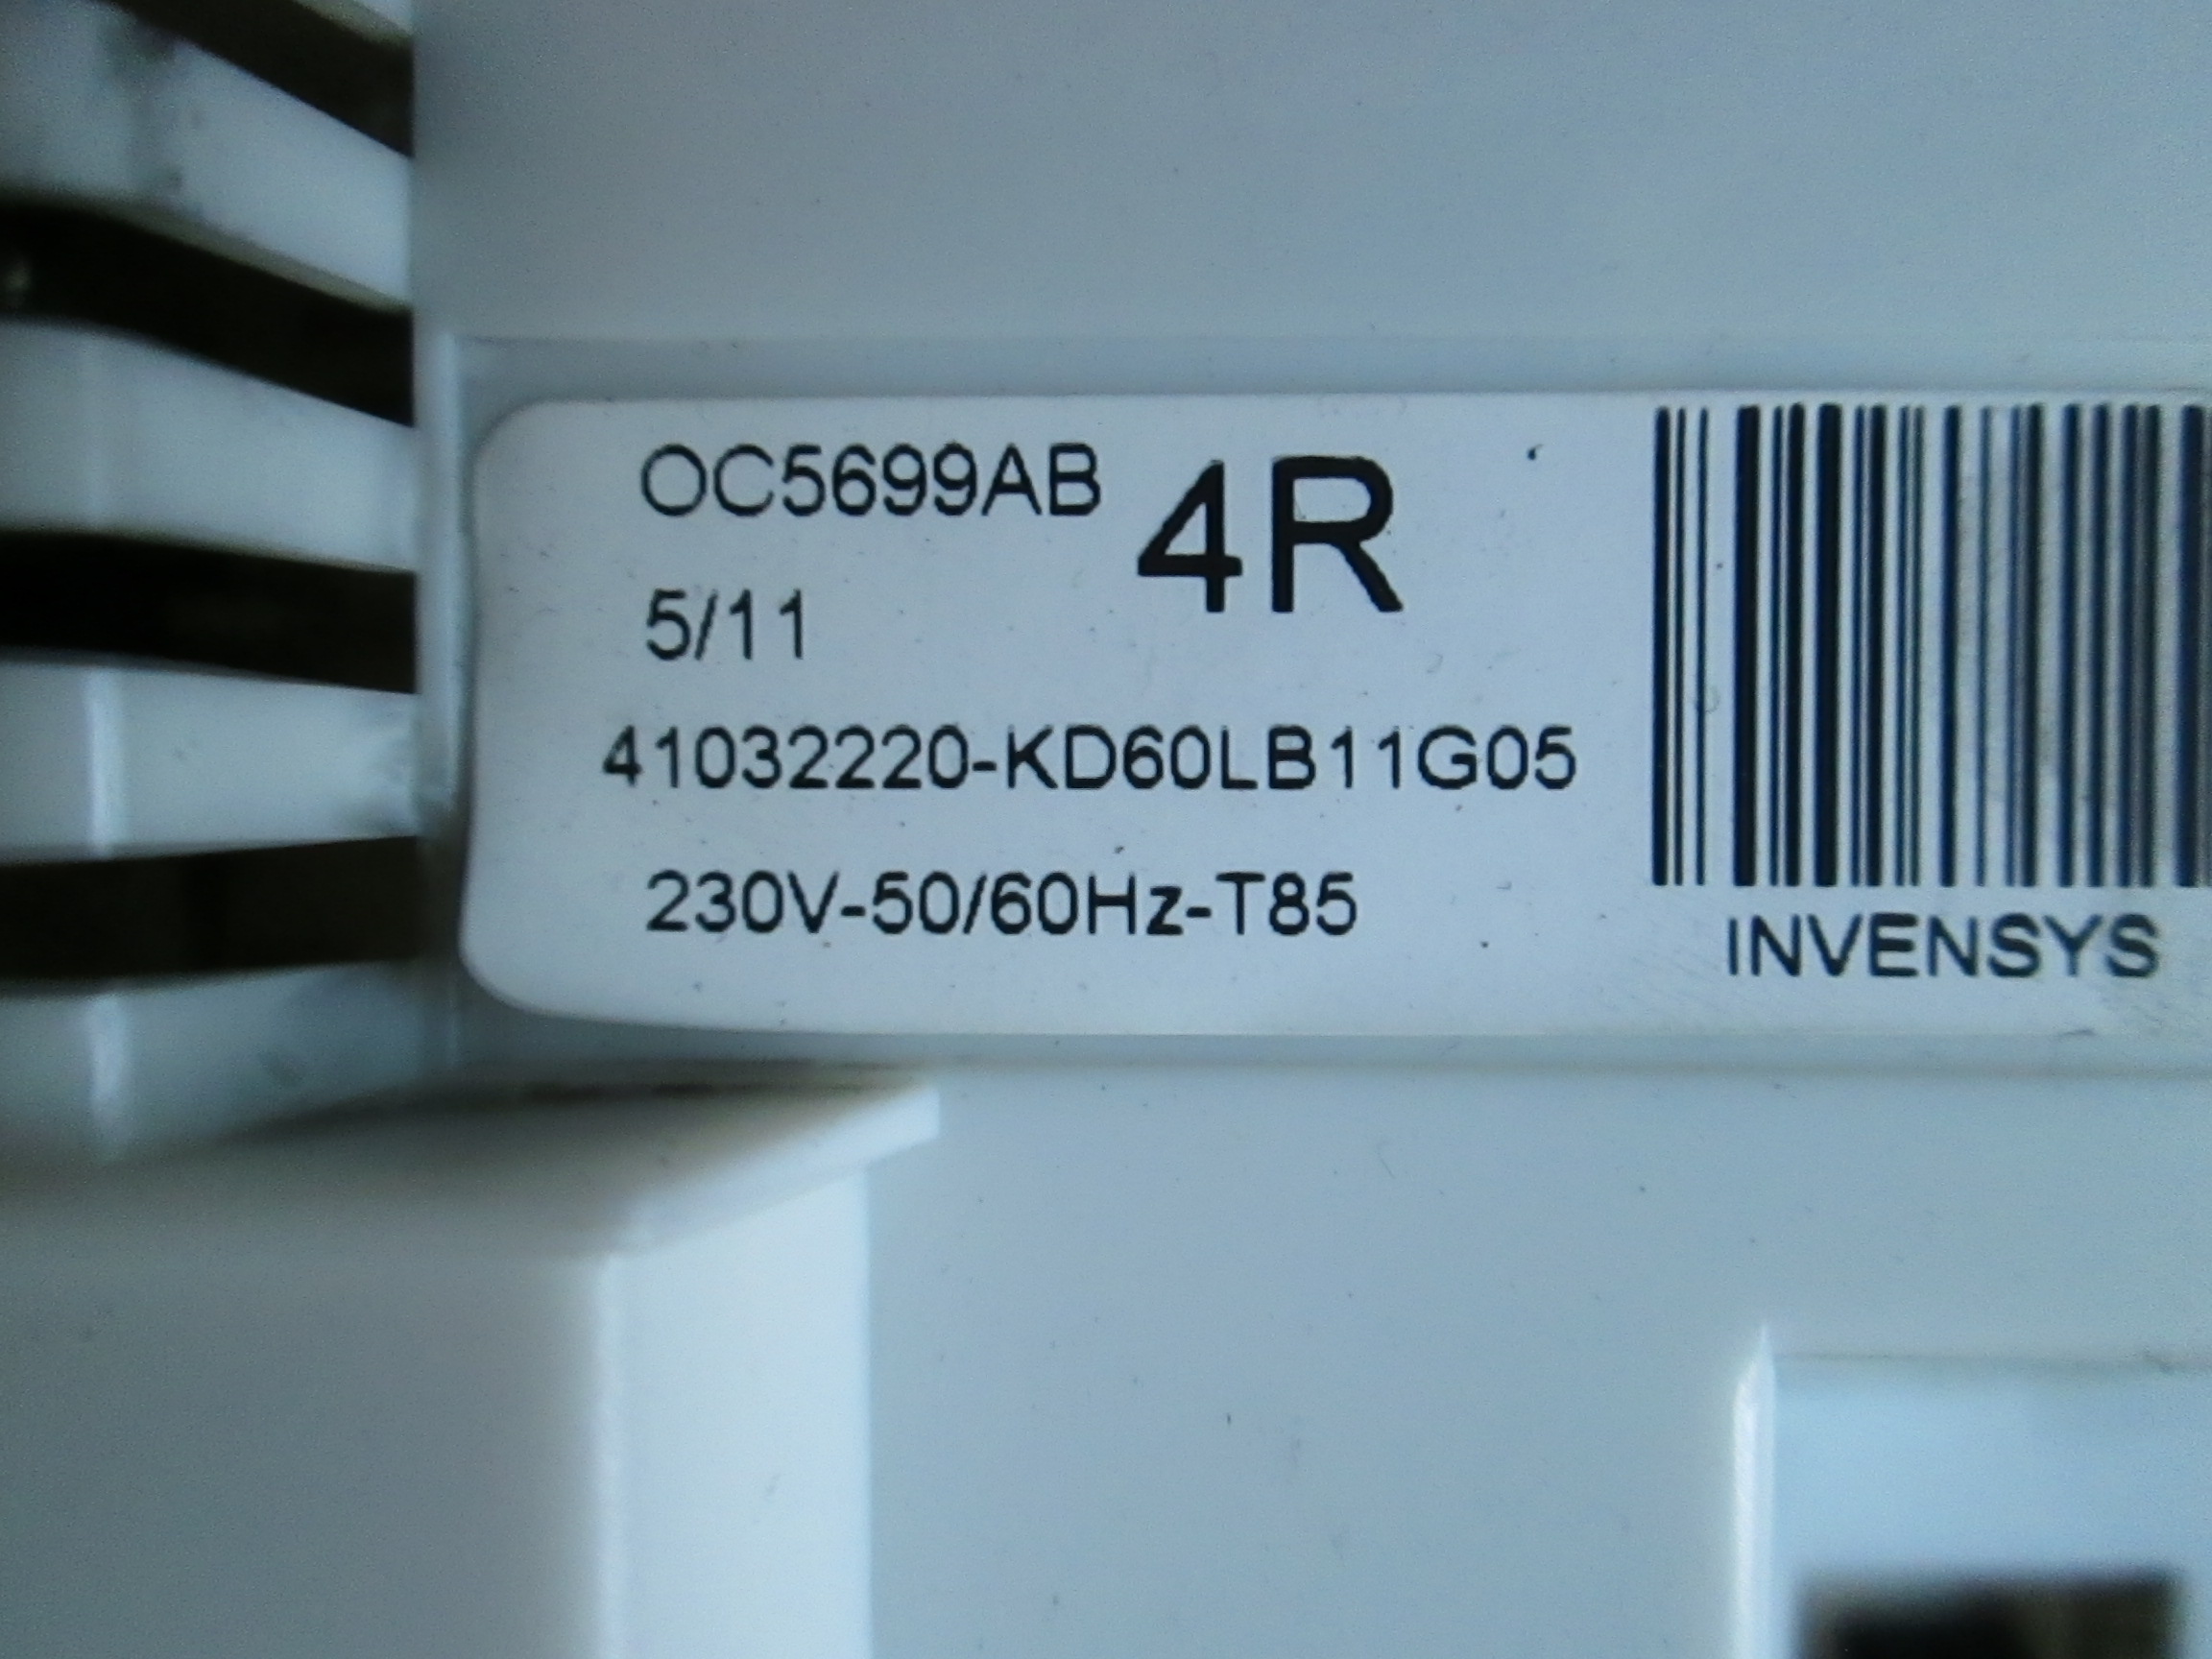 OC5699AB 4R
5/11
41032220-KD60LB11G05
230V-50/60Hz-T85
INVENSYS